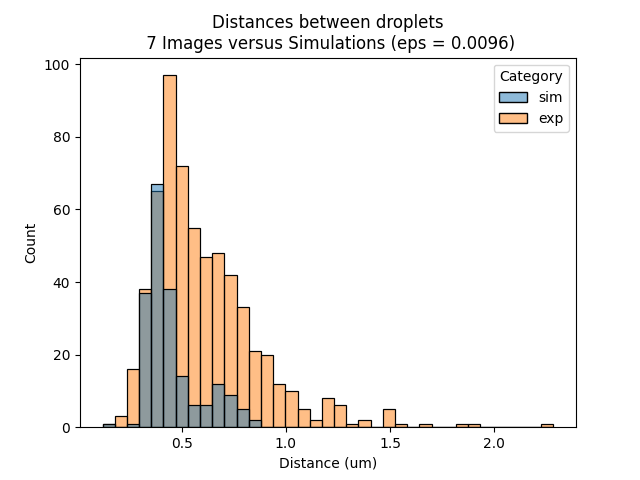 Distances between droplets
7 Images versus Simulations (eps = 0.0096)
Category
sim
exp
100
80
60
40
20
0
Count
0.5
1.0
1.5
2.0
Distance (um)